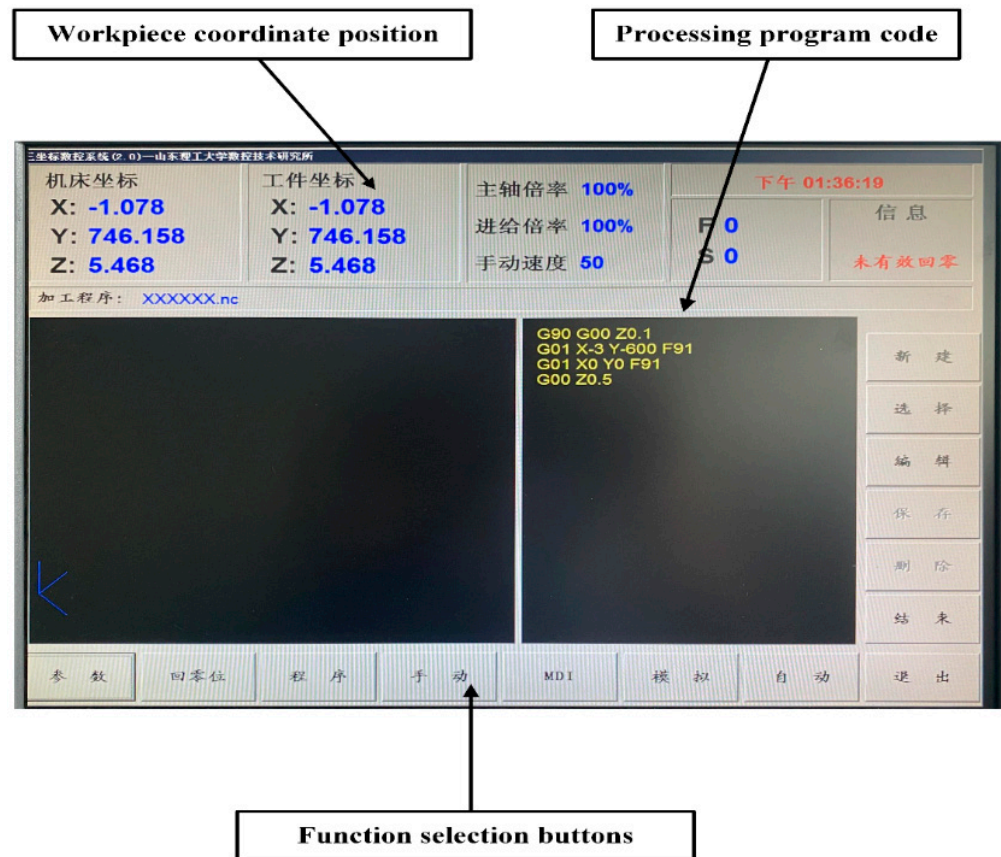 Workpiece coordinate position
Processing program code
三坐标数控系统(2.0)—山东理工大学数控技术研究所
机床坐标
X: -1.078
Y: 746.158
Z: 5.468
工件坐标
X: -1.078
Y: 746.158
Z: 5.468
主轴倍率 100%
进给倍率 100%
手动速度 50
下午 01:36:19
F 0
S 0
信息
未有效回零
加工程序: XXXXXX.nc
G90 G00 Z0.1
G01 X-3 Y-600 F91
G01 X0 Y0 F91
G00 Z0.5
新 建
选 择
编 辑
保 存
删 除
结 束
参 数
回零位
程 序
手 动
MDI
模 拟
自 动
退 出
Function selection buttons